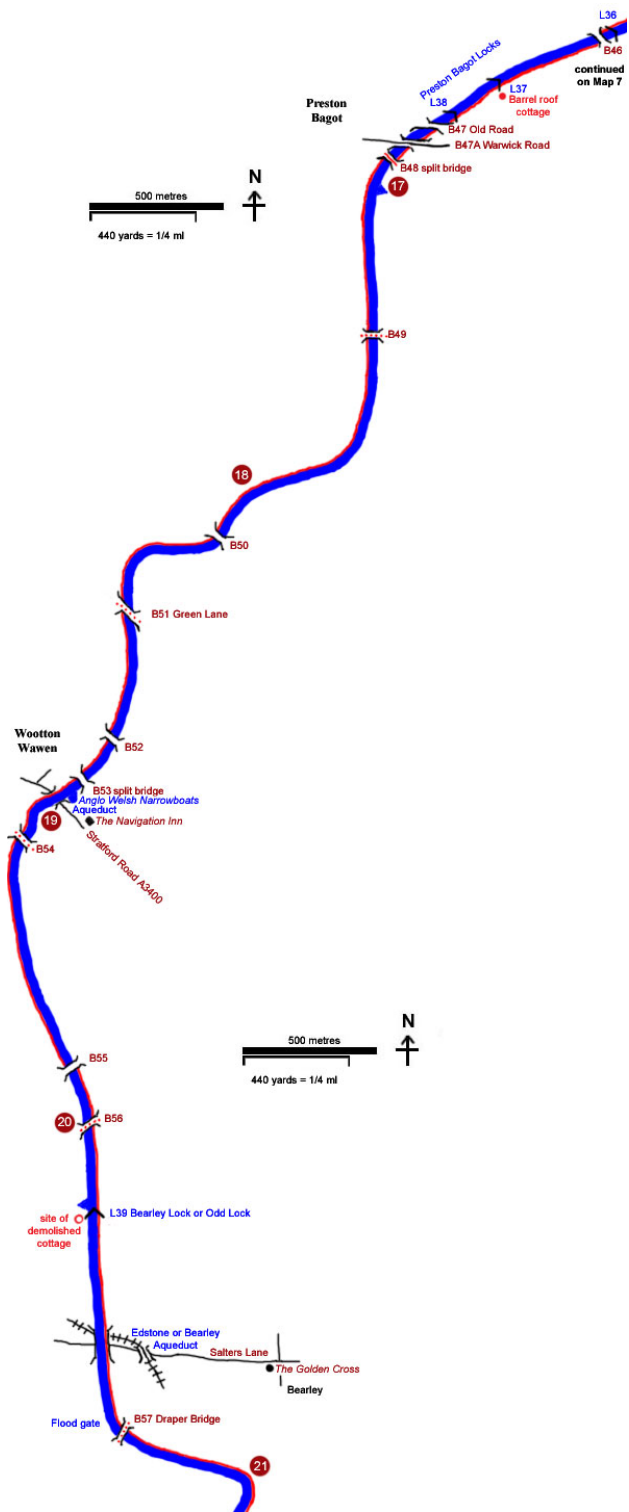 L36
B46
continued
on Map 7
Preston Bagot Locks
L37
Barrel roof
cottage
L38
Preston
Bagot
B47 Old Road
B47A Warwick Road
B48 split bridge
17
500 metres
N
440 yards = 1/4 ml
B49
18
B50
B51 Green Lane
Wootton
Wawen
B52
B53 split bridge
Anglo Welsh Narrowboats
Aqueduct
The Navigation Inn
19
B54
Stratford Road A3400
500 metres
N
440 yards = 1/4 ml
B55
20
B56
L39 Bearley Lock or Odd Lock
site of
demolished
cottage
Edstone or Bearley
Aqueduct
Salters Lane
The Golden Cross
Bearley
Flood gate
B57 Draper Bridge
21